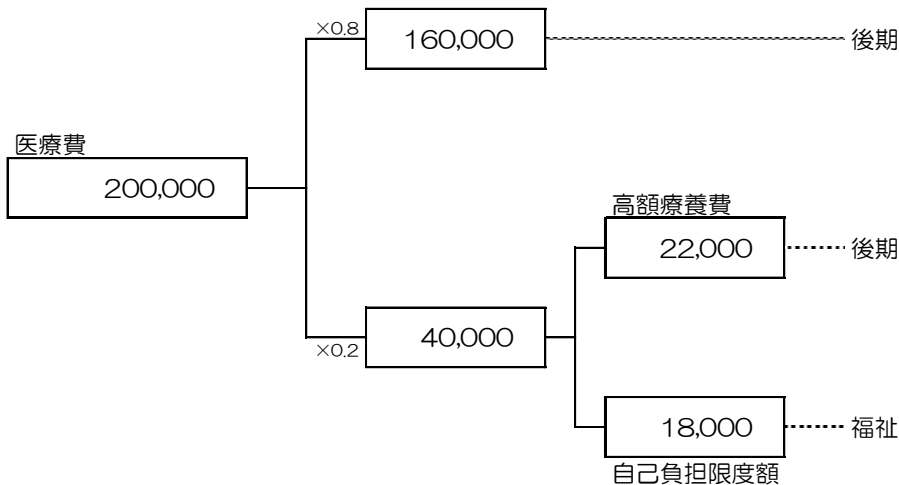 ×0.8
160,000
後期
医療費
200,000
高額療養費
22,000
後期
40,000
×0.2
18,000
福祉
自己負担限度額